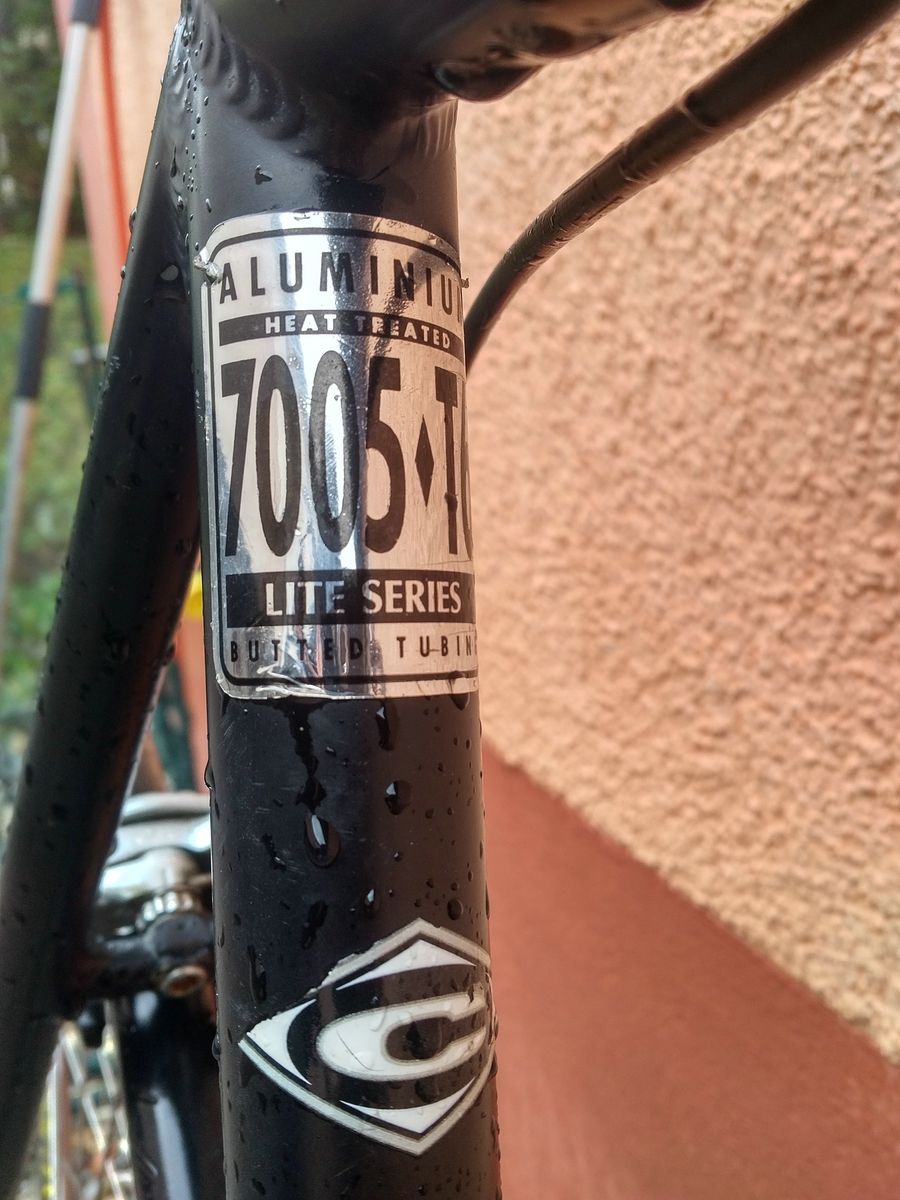 ALUMINIU
HEAT TREATED
7005♦T
LITE SERIES
BUTTED TUBIN
C